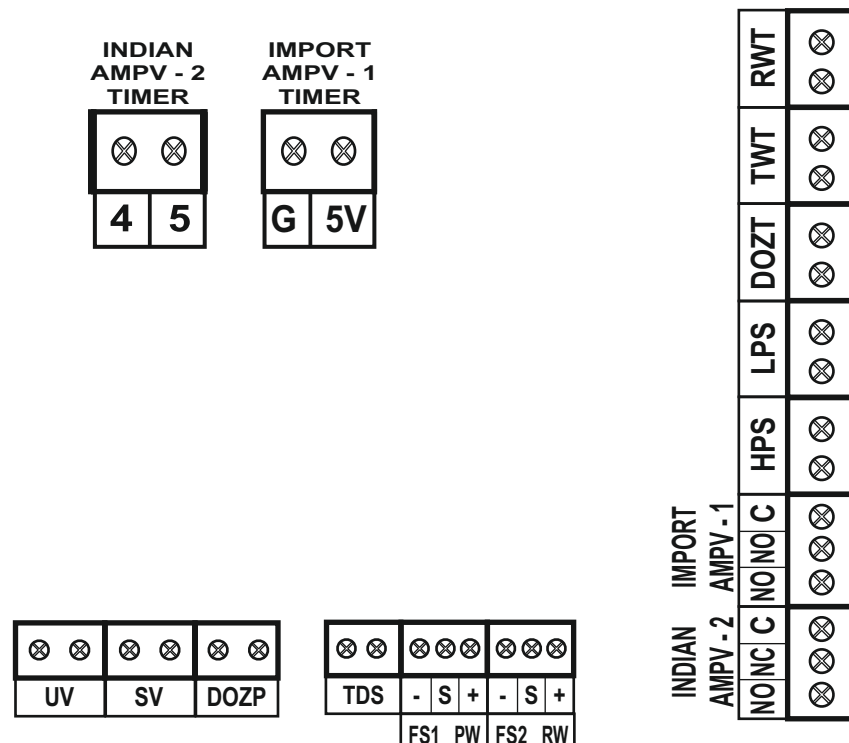 INDIAN
AMPV - 2
TIMER
4 5
IMPORT
AMPV - 1
TIMER
G 5V
RWT
TWT
DOZT
LPS
HPS
IMPORT
AMPV - 1
NO NO C
INDIAN
AMPV - 2
NO NC C
UV SV DOZP
TDS - S + - S +
FS1 PW FS2 RW